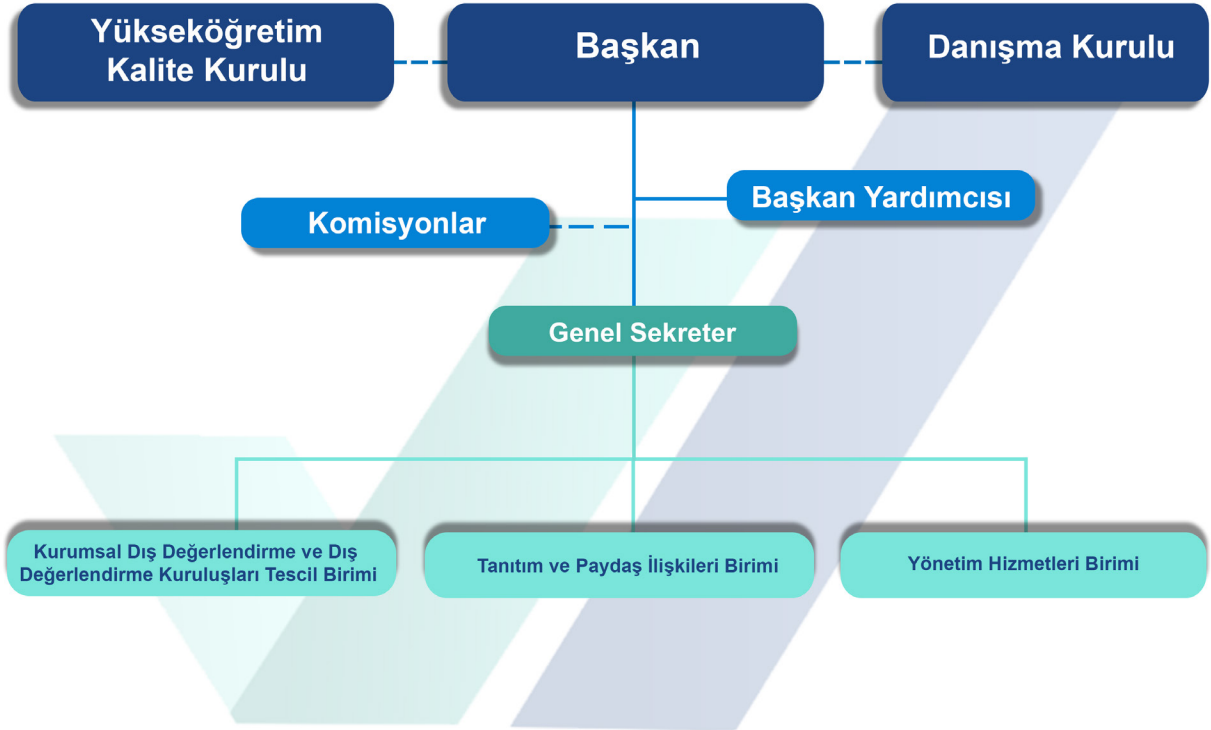 Yükseköğretim
Kalite Kurulu
Başkan
Danışma Kurulu
Başkan Yardımcısı
Komisyonlar
Genel Sekreter
Kurumsal Dış Değerlendirme ve Dış
Değerlendirme Kuruluşları Tescil Birimi
Tanıtım ve Paydaş İlişkileri Birimi
Yönetim Hizmetleri Birimi